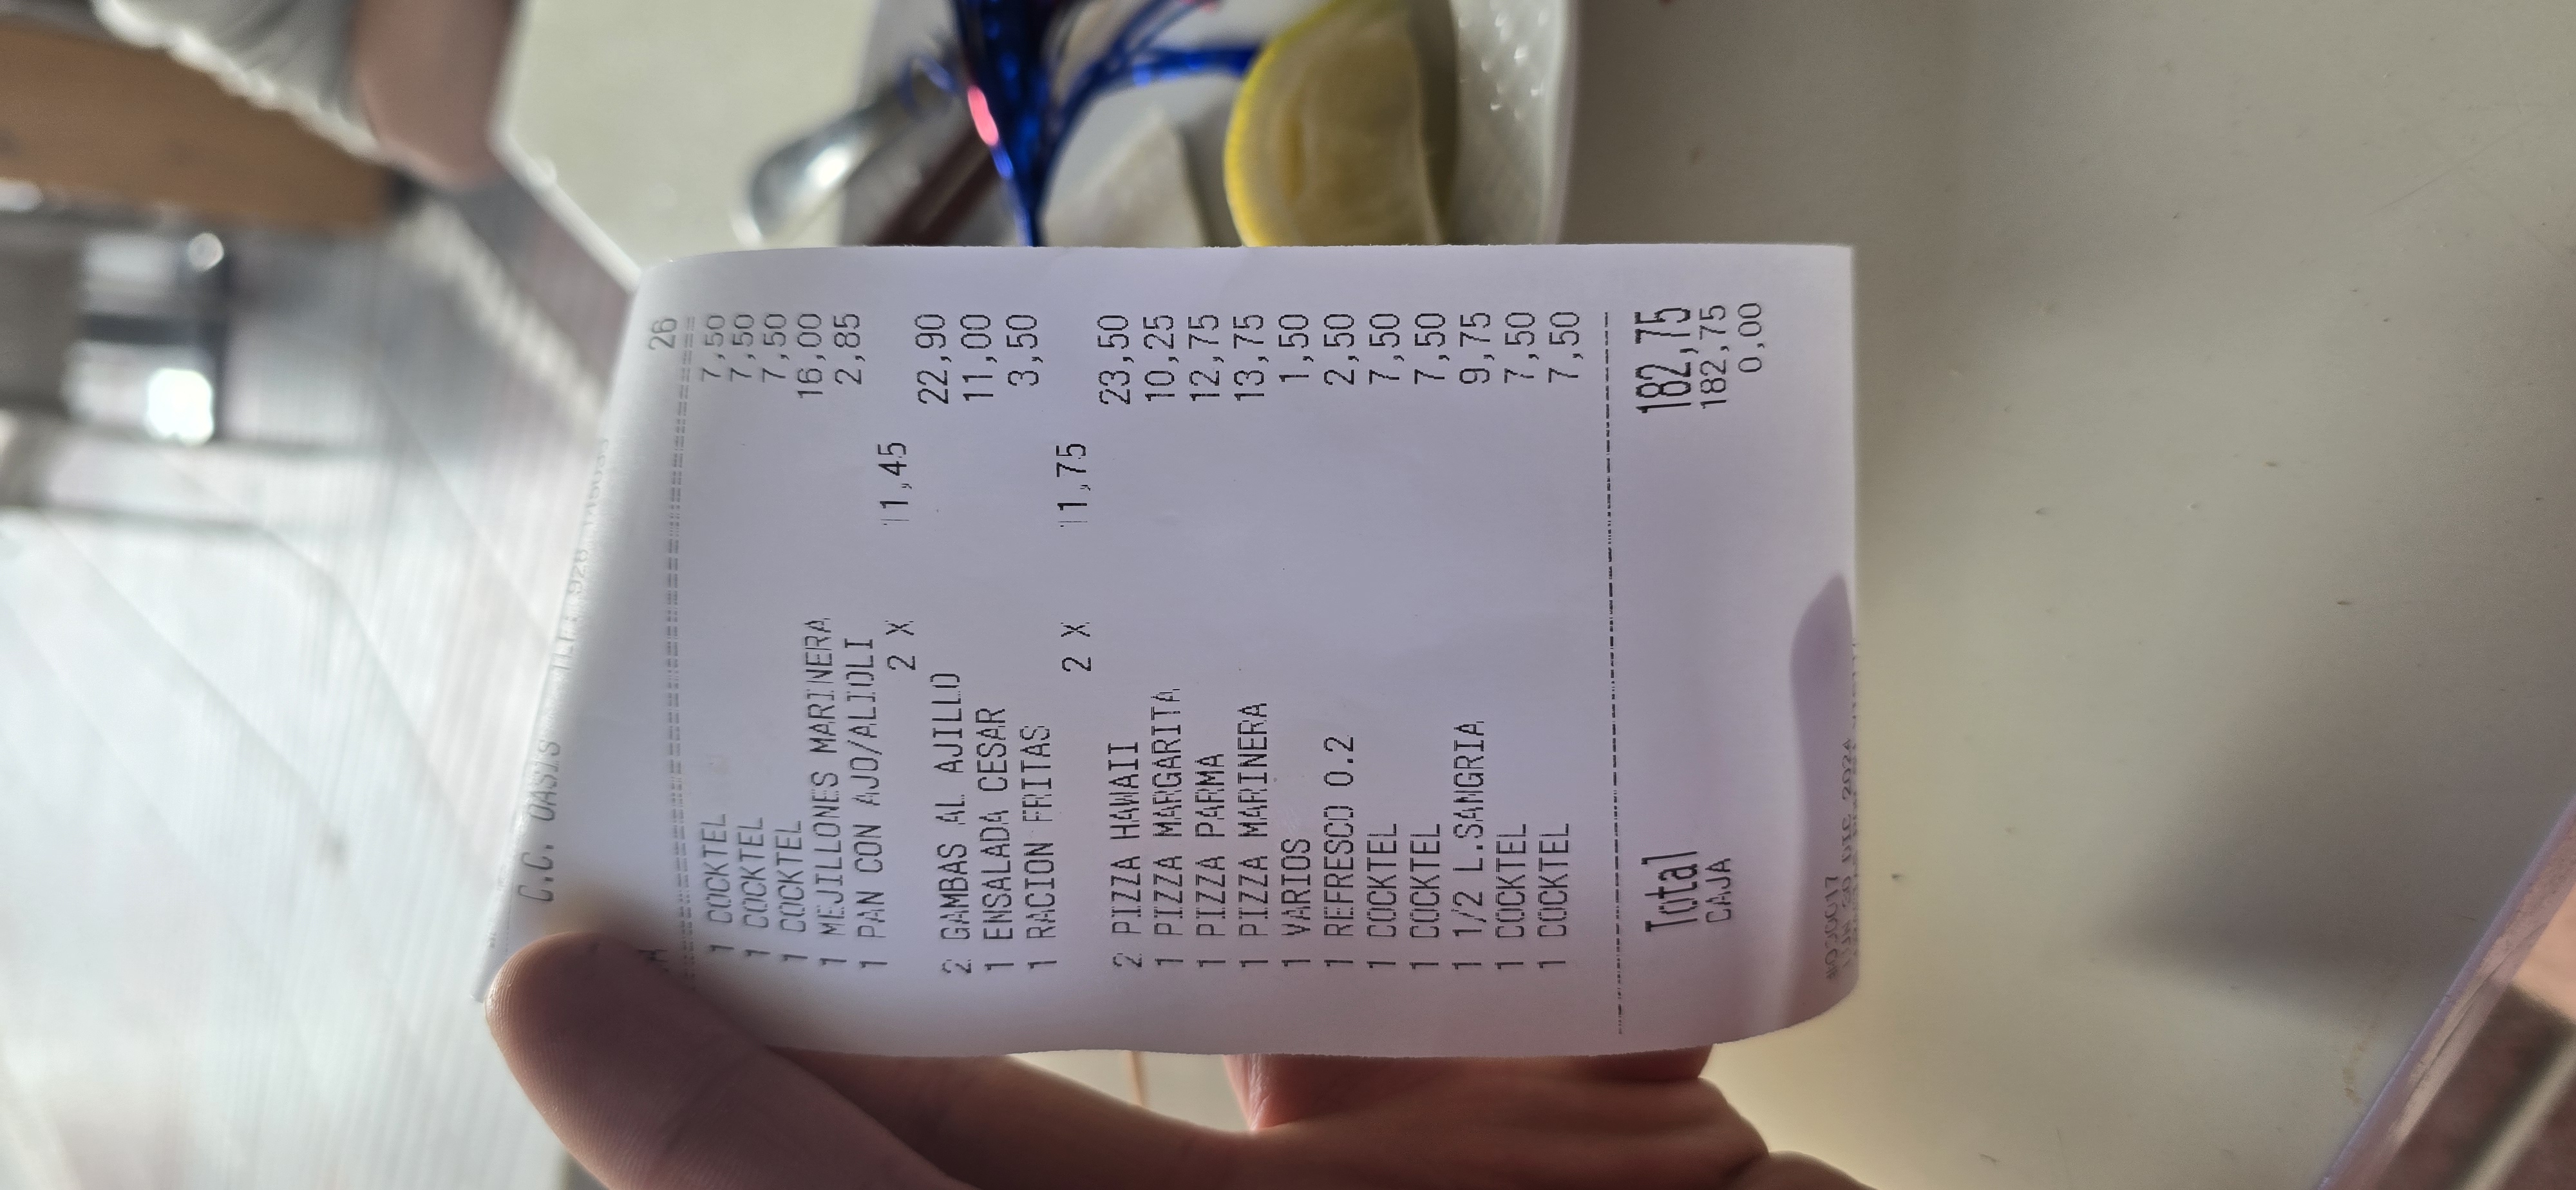 C.C. OASIS TLF: 928 145033
26
1 COCKTEL 7,50
1 COCKTEL 7,50
1 COCKTEL 7,50
1 MEJILLONES MARINERA 16,00
1 PAN CON AJO/ALIOLI 2,85
2 X 11,45
2 GAMBAS AL AJILLO 22,90
1 ENSALADA CESAR 11,00
1 RACION FRITAS 3,50
2 X 11,75
2 PIZZA HAWAII 23,50
1 PIZZA MARGARITA 10,25
1 PIZZA PARMA 12,75
1 PIZZA MARINERA 13,75
1 VARIOS 1,50
1 REFRESCO 0.2 2,50
1 COCKTEL 7,50
1 COCKTEL 7,50
1 1/2 L.SANGRIA 9,75
1 COCKTEL 7,50
1 COCKTEL 7,50
Total 182,75
CAJA 182,75
0,00
#030017
LUN 30 DIC 2024